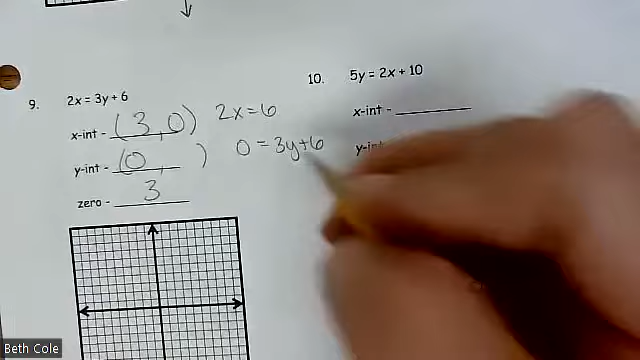 9. 2x = 3y + 6
x-int - (3, 0) 2x = 6
y-int - (0, ) 0 = 3y + 6
zero - 3
10. 5y = 2x + 10
x-int -
Beth Cole